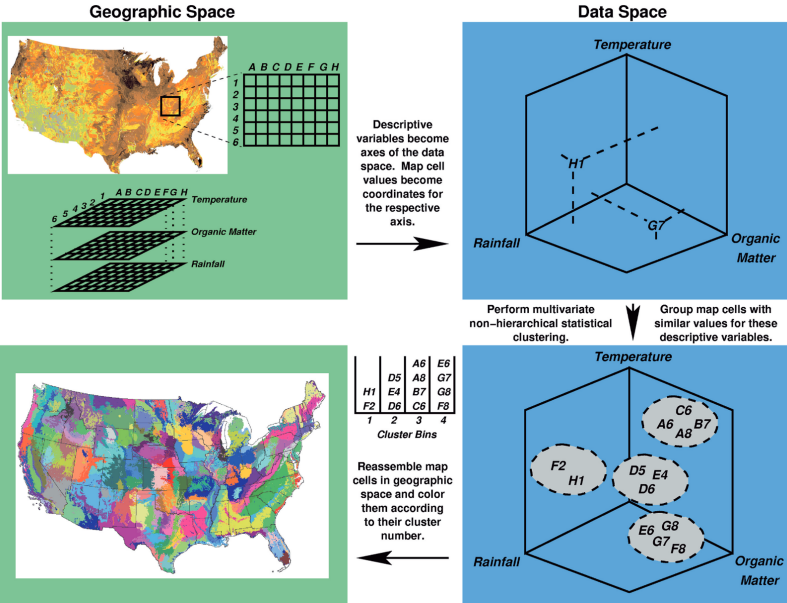 Geographic Space
Data Space
A B C D E F G H
1
2
3
4
5
6
6 5 4 3 2 1 A B C D E F G H
Temperature
Organic Matter
Rainfall
Descriptive
variables become
axes of the data
space. Map cell
values become
coordinates for
the respective
axis.
Temperature
H1
G7
Rainfall
Organic
Matter
Perform multivariate
non−hierarchical statistical
clustering.
Group map cells with
similar values for these
descriptive variables.
A6 E6
D5 A8 G7
H1 E4 B7 G8
F2 D6 C6 F8
1 2 3 4
Cluster Bins
Reassemble map
cells in geographic
space and color
them according
to their cluster
number.
Temperature
C6
A6 B7
A8
F2
H1
D5 E4
D6
E6 G8
G7 F8
Rainfall
Organic
Matter